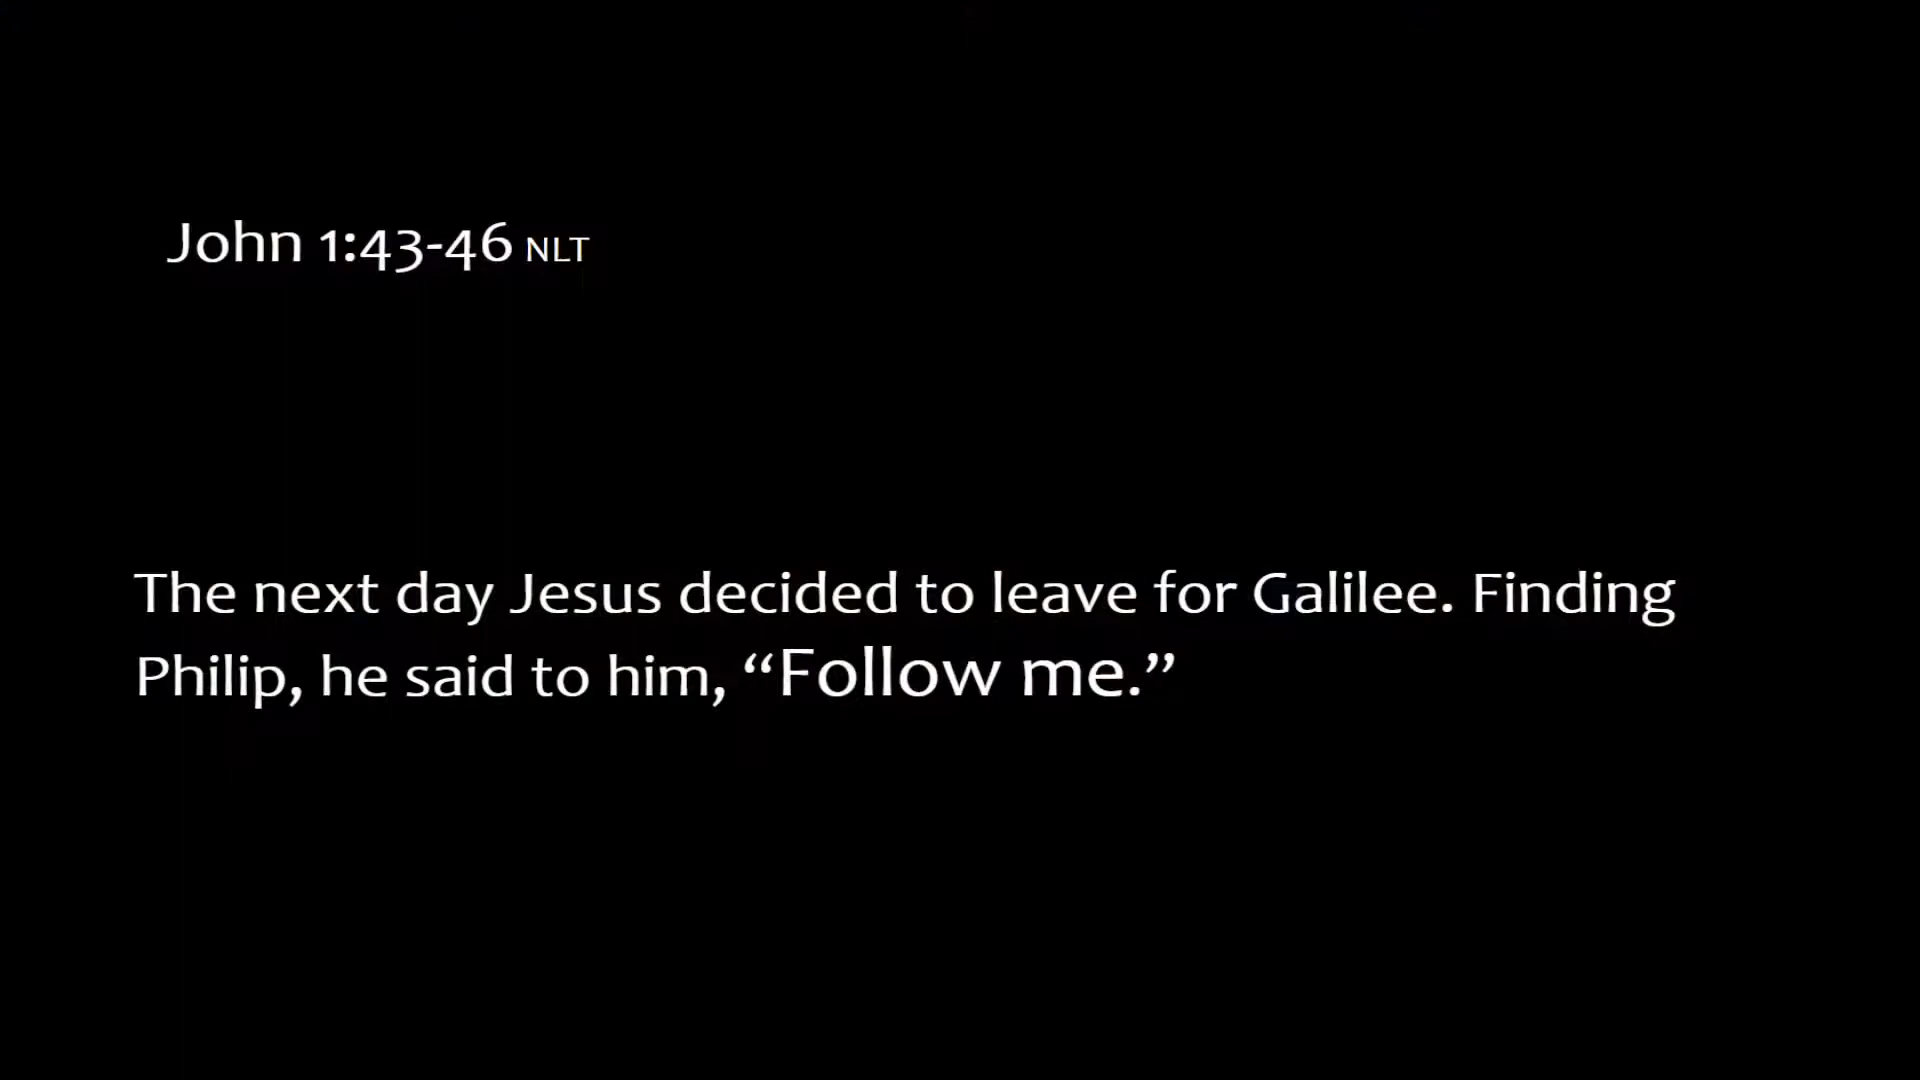 John 1:43-46 NLT
The next day Jesus decided to leave for Galilee. Finding
Philip, he said to him, “Follow me.”